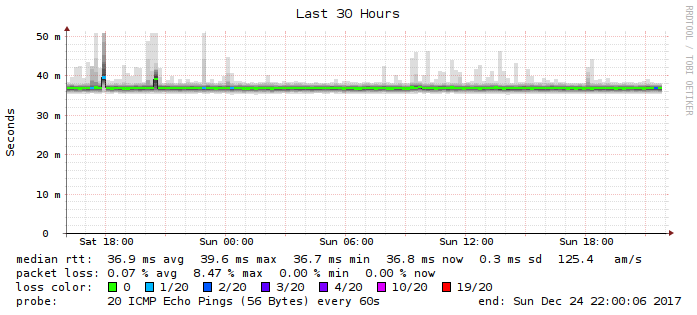 Last 30 Hours
RRDTOOL / TOBI OETIKER
Seconds
50 m
40 m
30 m
20 m
10 m
0
Sat 18:00 Sun 00:00 Sun 06:00 Sun 12:00 Sun 18:00
median rtt: 36.9 ms avg 39.6 ms max 36.7 ms min 36.8 ms now 0.3 ms sd 125.4 am/s
packet loss: 0.07 % avg 8.47 % max 0.00 % min 0.00 % now
loss color: 0 1/20 2/20 3/20 4/20 10/20 19/20
probe: 20 ICMP Echo Pings (56 Bytes) every 60s end: Sun Dec 24 22:00:06 2017